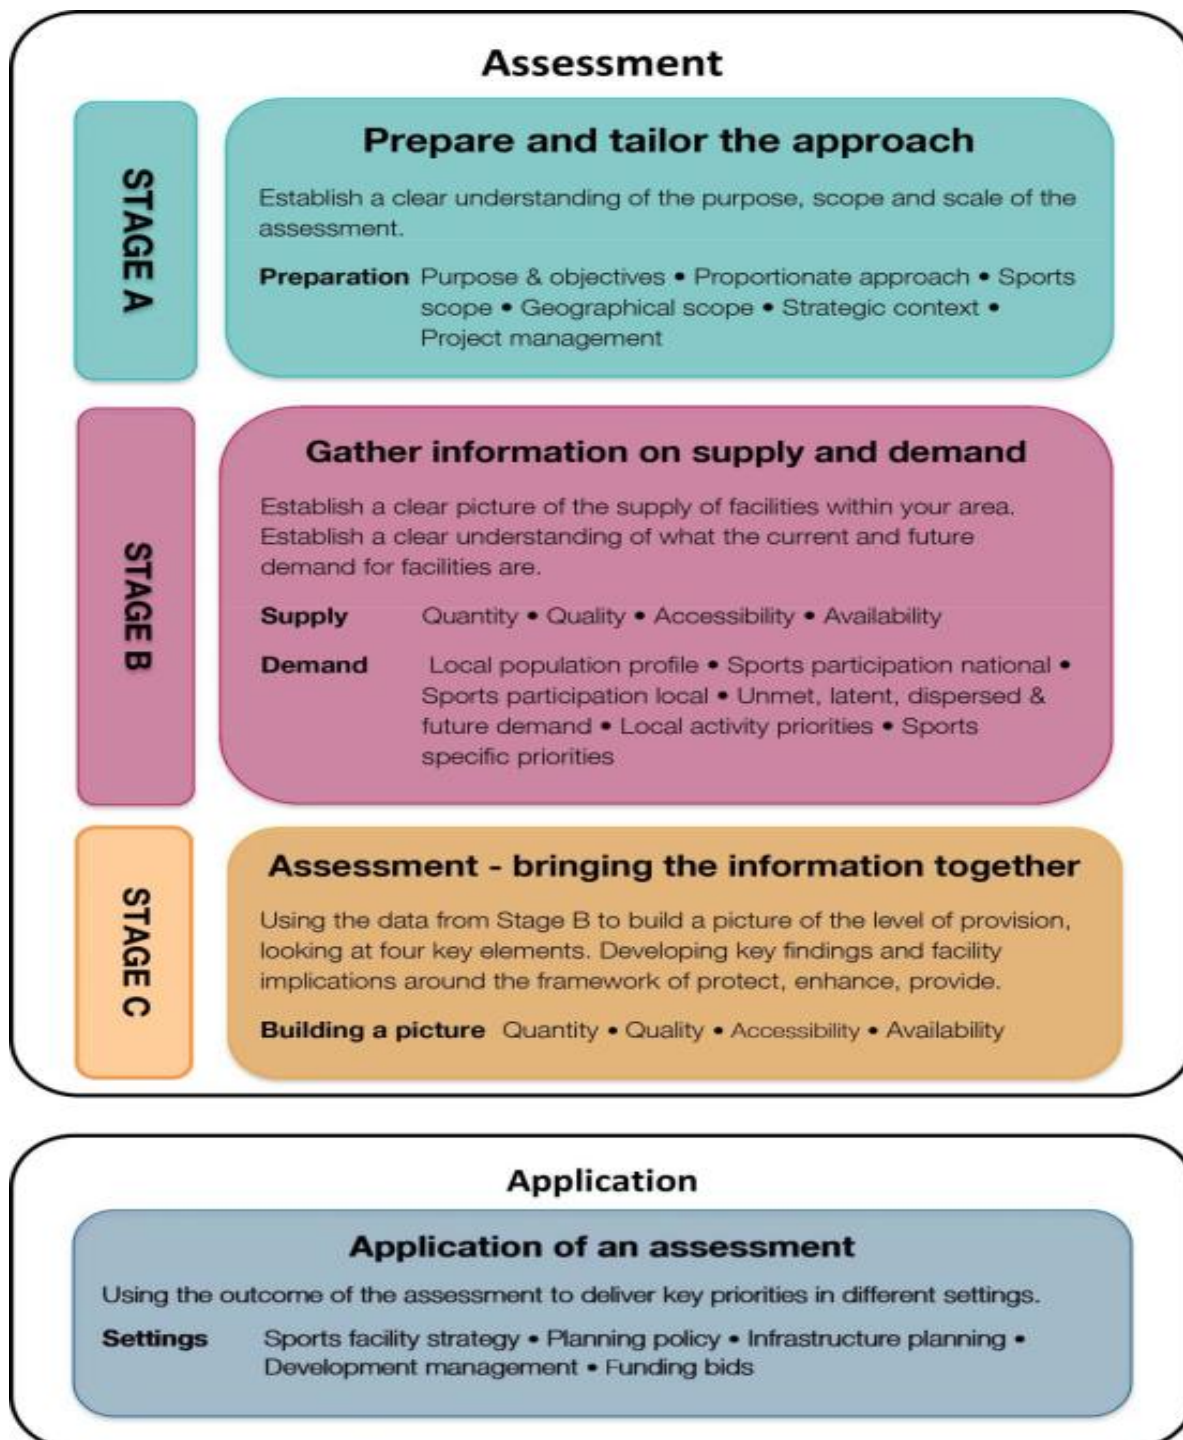 Assessment
STAGE A
Prepare and tailor the approach
Establish a clear understanding of the purpose, scope and scale of the
assessment.
Preparation Purpose & objectives • Proportionate approach • Sports
scope • Geographical scope • Strategic context •
Project management
STAGE B
Gather information on supply and demand
Establish a clear picture of the supply of facilities within your area.
Establish a clear understanding of what the current and future
demand for facilities are.
Supply Quantity • Quality • Accessibility • Availability
Demand Local population profile • Sports participation national •
Sports participation local • Unmet, latent, dispersed &
future demand • Local activity priorities • Sports
specific priorities
STAGE C
Assessment - bringing the information together
Using the data from Stage B to build a picture of the level of provision,
looking at four key elements. Developing key findings and facility
implications around the framework of protect, enhance, provide.
Building a picture Quantity • Quality • Accessibility • Availability
Application
Application of an assessment
Using the outcome of the assessment to deliver key priorities in different settings.
Settings Sports facility strategy • Planning policy • Infrastructure planning •
Development management • Funding bids